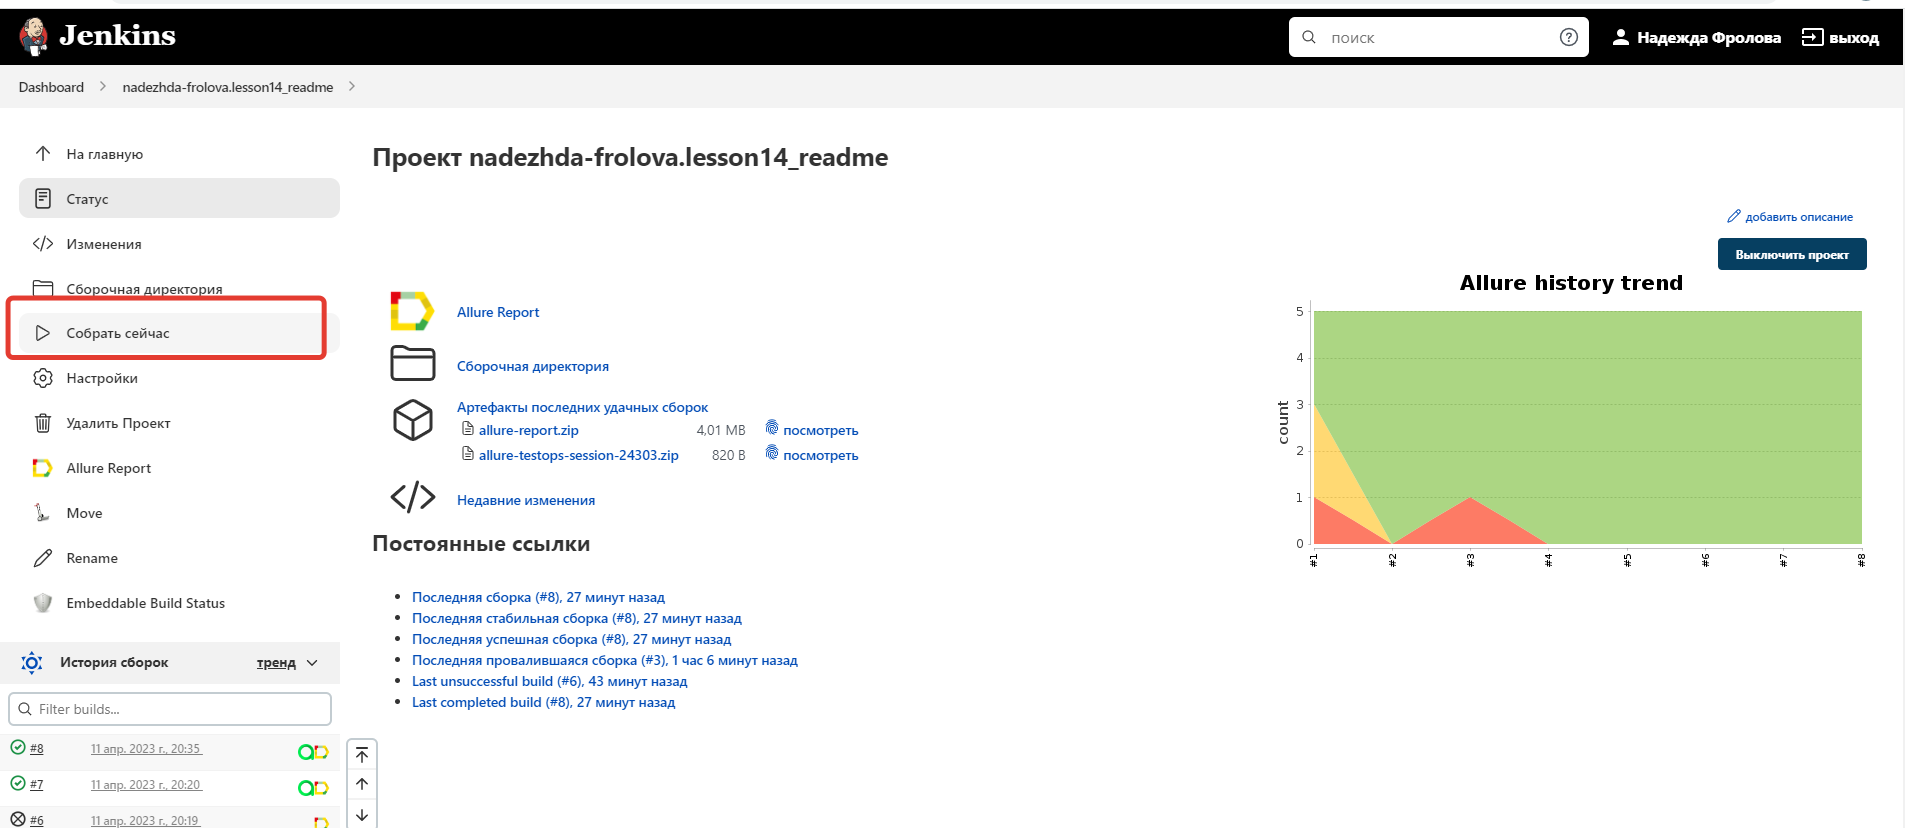 Jenkins
поиск
Надежда Фролова
выход
Dashboard
nadezhda-frolova.lesson14_readme
На главную
Статус
Изменения
Сборочная директория
Собрать сейчас
Настройки
Удалить Проект
Allure Report
Move
Rename
Embeddable Build Status
История сборок
тренд
Filter builds...
#8 11 апр. 2023 г., 20:35
#7 11 апр. 2023 г., 20:20
#6 11 апр. 2023 г., 20:19
Проект nadezhda-frolova.lesson14_readme
добавить описание
Выключить проект
Allure Report
Сборочная директория
Артефакты последних удачных сборок
allure-report.zip 4,01 MB посмотреть
allure-testops-session-24303.zip 820 B посмотреть
Недавние изменения
Постоянные ссылки
Последняя сборка (#8), 27 минут назад
Последняя стабильная сборка (#8), 27 минут назад
Последняя успешная сборка (#8), 27 минут назад
Последняя провалившаяся сборка (#3), 1 час 6 минут назад
Last unsuccessful build (#6), 43 минут назад
Last completed build (#8), 27 минут назад
Allure history trend
count
5
4
3
2
1
0
#1 #2 #3 #4 #5 #6 #7 #8